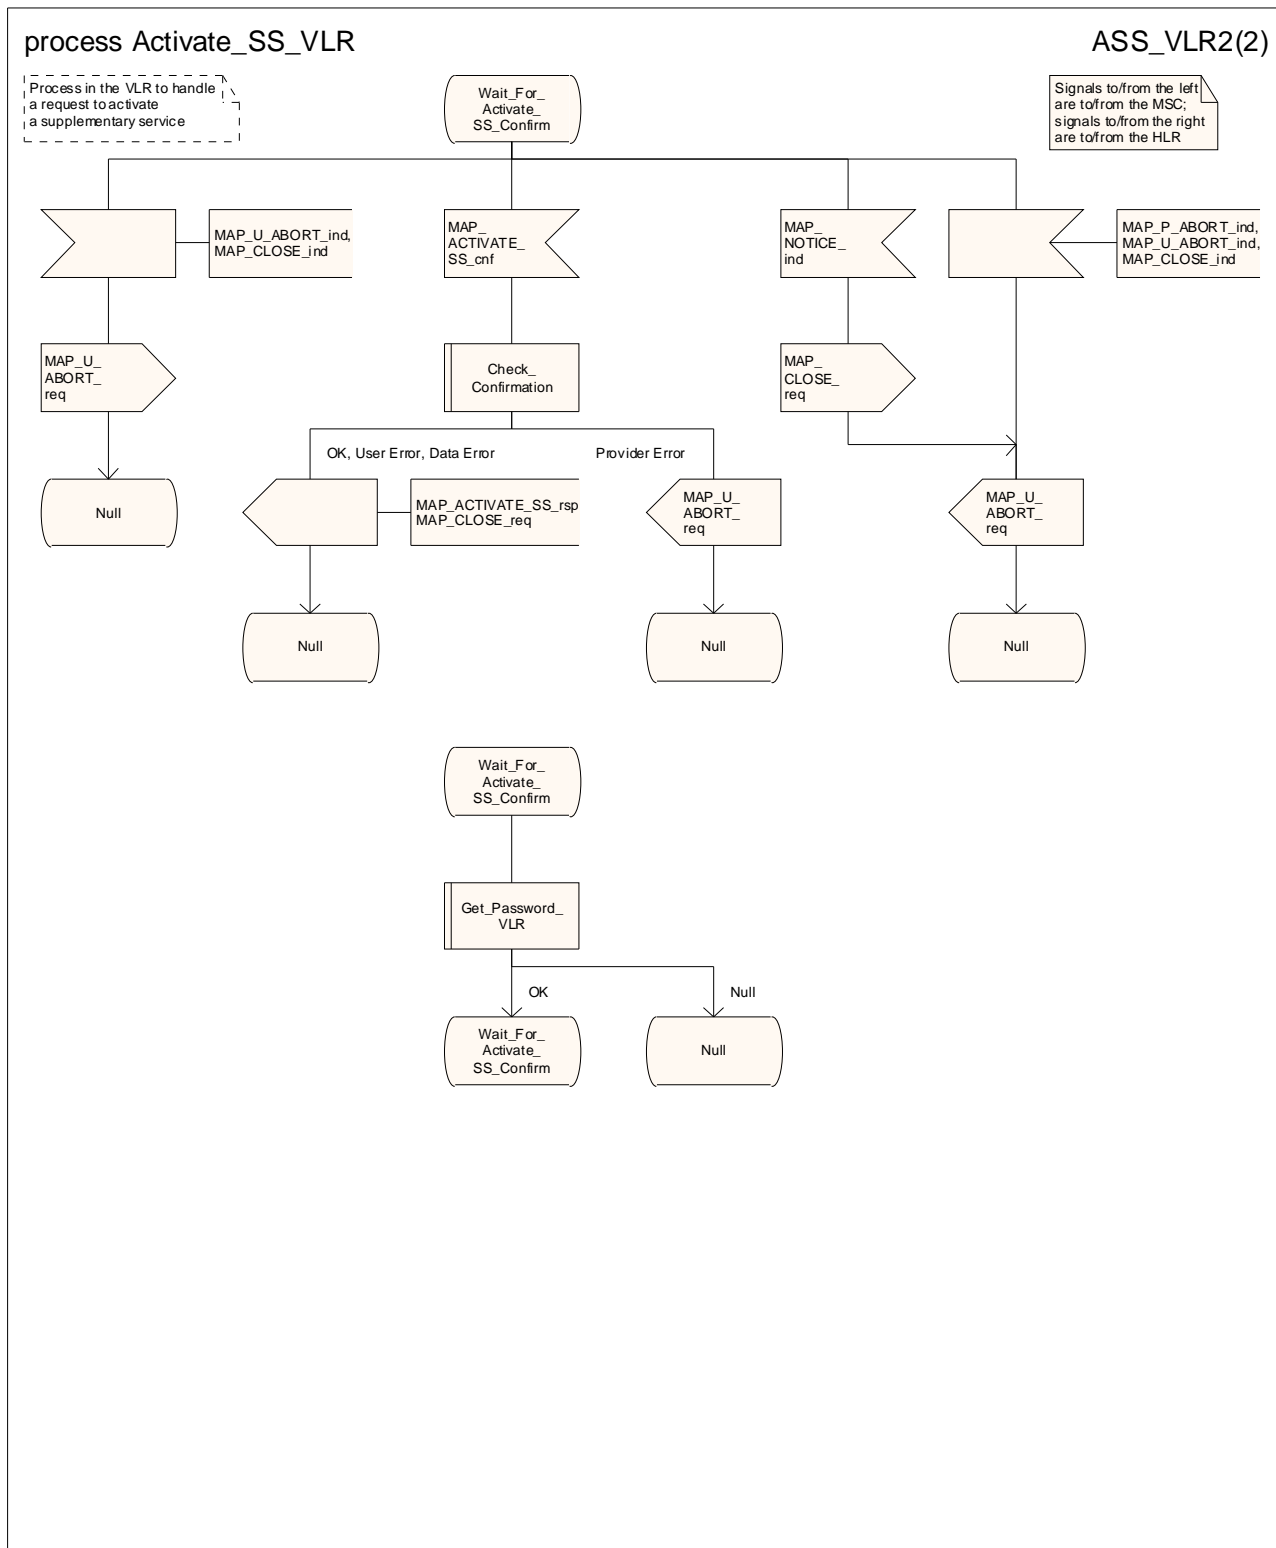 process Activate_SS_VLR
ASS_VLR2(2)
Process in the VLR to handle
a request to activate
a supplementary service
Wait_For_
Activate_
SS_Confirm
Signals to/from the left
are to/from the MSC;
signals to/from the right
are to/from the HLR
MAP_U_ABORT_ind,
MAP_CLOSE_ind
MAP_
ACTIVATE_
SS_cnf
MAP_
NOTICE_
ind
MAP_P_ABORT_ind,
MAP_U_ABORT_ind,
MAP_CLOSE_ind
MAP_U_
ABORT_
req
Check_
Confirmation
MAP_
CLOSE_
req
OK, User Error, Data Error
Provider Error
Null
MAP_ACTIVATE_SS_rsp
MAP_CLOSE_req
MAP_U_
ABORT_
req
MAP_U_
ABORT_
req
Null
Null
Null
Wait_For_
Activate_
SS_Confirm
Get_Password_
VLR
OK
Null
Wait_For_
Activate_
SS_Confirm
Null